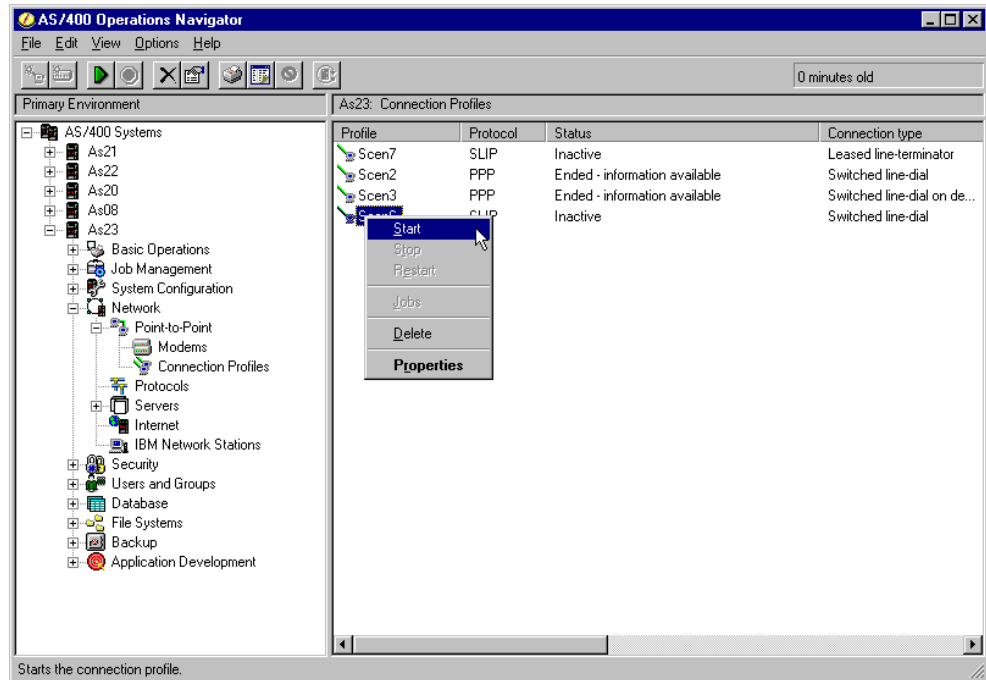 AS/400 Operations Navigator
File Edit View Options Help
0 minutes old
Primary Environment
As23: Connection Profiles
AS/400 Systems
As21
As22
As20
As08
As23
Basic Operations
Job Management
System Configuration
Network
Point-to-Point
Modems
Connection Profiles
Protocols
Servers
Internet
IBM Network Stations
Security
Users and Groups
Database
File Systems
Backup
Application Development
Profile Protocol Status Connection type
Scen7 SLIP Inactive Leased line-terminator
Scen2 PPP Ended - information available Switched line-dial
Scen3 PPP Ended - information available Switched line-dial on de...
SLIP Inactive Switched line-dial
Start
Stop
Restart
Jobs
Delete
Properties
Starts the connection profile.